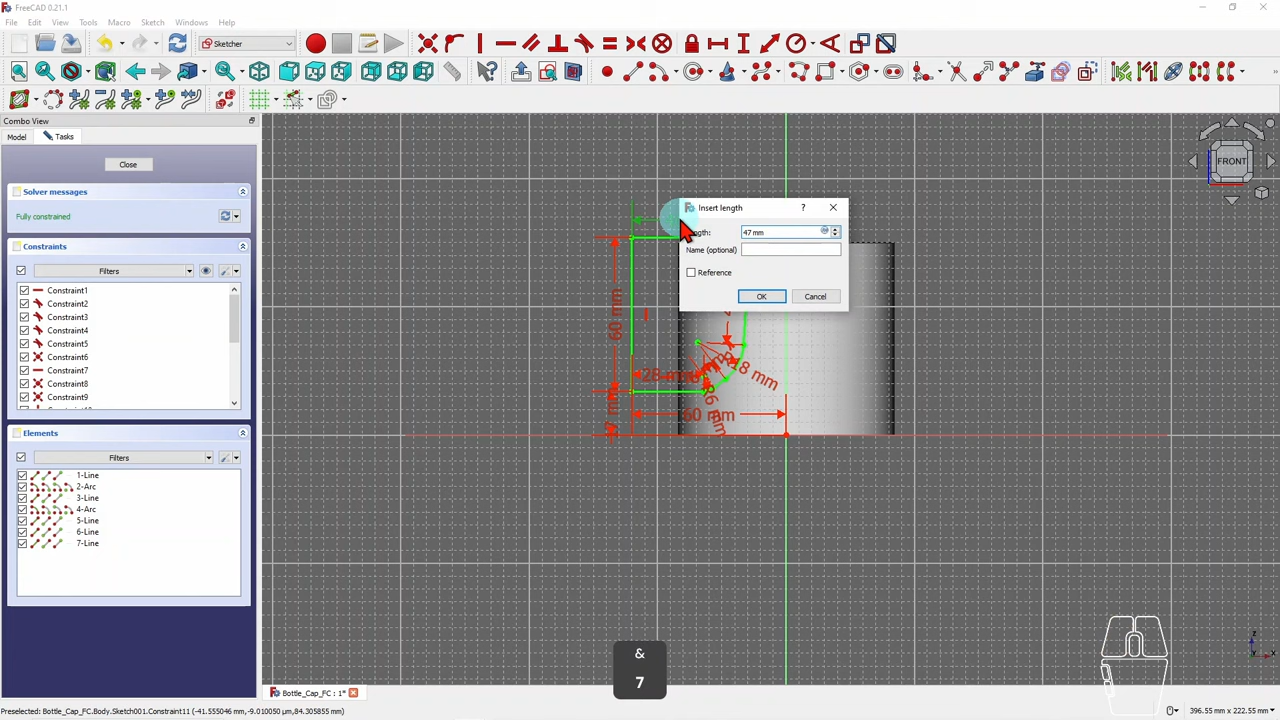 FreeCAD 0.21.1
File Edit View Tools Macro Sketch Windows Help
Sketcher
Combo View
Model Tasks
Close
Solver messages
Fully constrained
Constraints
Filters
Constraint1
Constraint2
Constraint3
Constraint4
Constraint5
Constraint6
Constraint7
Constraint8
Constraint9
Elements
Filters
1-Line
2-Arc
3-Line
4-Arc
5-Line
6-Line
7-Line
FRONT
Insert length
?
47 mm
Name (optional)
Reference
OK Cancel
60 mm
28 mm
18 mm
60 mm
&
7
Bottle_Cap_FC : 1*
Preselected: Bottle_Cap_FC.Body.Sketch001.Constraint11 (-41.555046 mm,-9.010050 µm,84.305855 mm)
396.55 mm x 222.55 mm